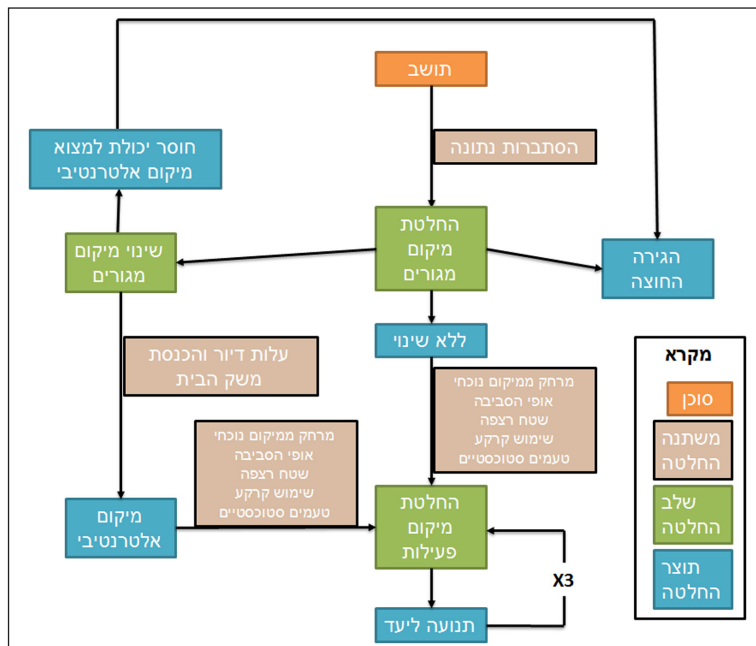 תושב
הסתברות נתונה
חוסר יכולת למצוא
מיקום אלטרנטיבי
החלטת
מיקום
מגורים
שינוי מיקום
מגורים
הגירה
החוצה
ללא שינוי
עלות דיור והכנסת
משק הבית
מרחק ממיקום נוכחי
אופי הסביבה
שטח רצפה
שימוש קרקע
טעמים סטוכסטיים
מרחק ממיקום נוכחי
אופי הסביבה
שטח רצפה
שימוש קרקע
טעמים סטוכסטיים
מיקום
אלטרנטיבי
החלטת
מיקום
פעילות
X3
תנועה ליעד
מקרא
סוכן
משתנה
החלטה
שלב
החלטה
תוצר
החלטה